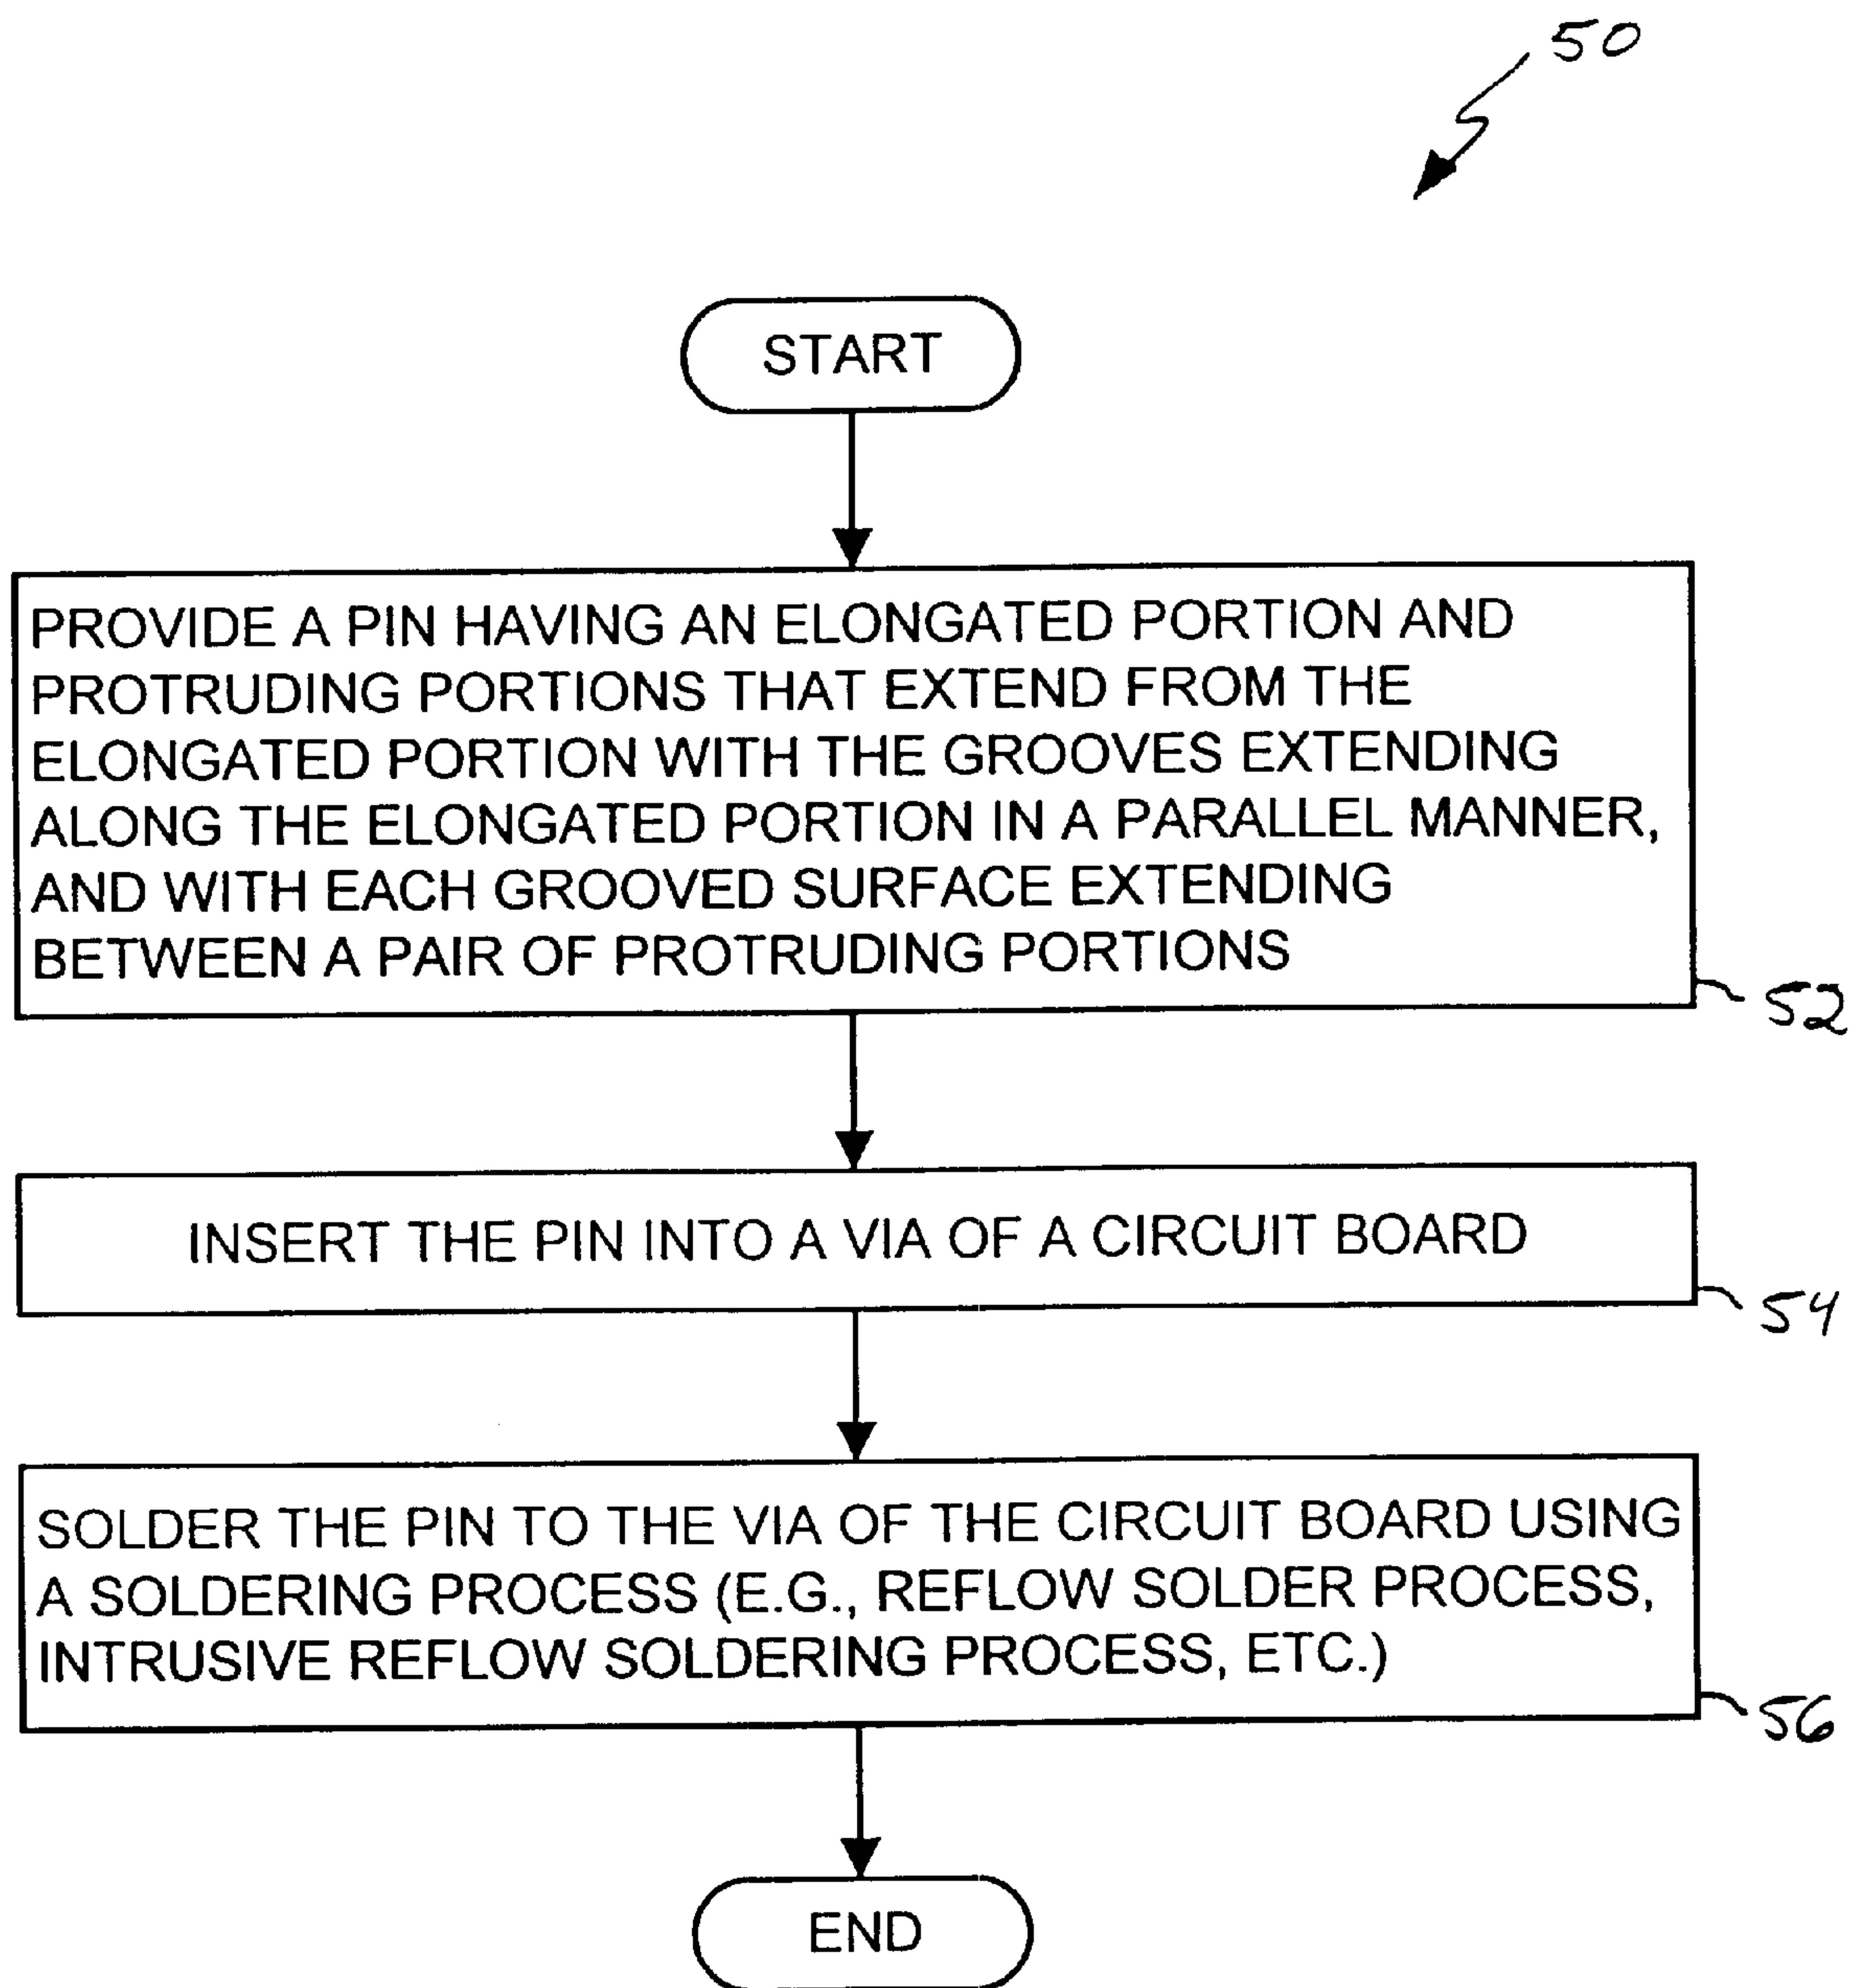 50
START
PROVIDE A PIN HAVING AN ELONGATED PORTION AND
PROTRUDING PORTIONS THAT EXTEND FROM THE
ELONGATED PORTION WITH THE GROOVES EXTENDING
ALONG THE ELONGATED PORTION IN A PARALLEL MANNER,
AND WITH EACH GROOVED SURFACE EXTENDING
BETWEEN A PAIR OF PROTRUDING PORTIONS
52
INSERT THE PIN INTO A VIA OF A CIRCUIT BOARD
54
SOLDER THE PIN TO THE VIA OF THE CIRCUIT BOARD USING
A SOLDERING PROCESS (E.G., REFLOW SOLDER PROCESS,
INTRUSIVE REFLOW SOLDERING PROCESS, ETC.)
56
END